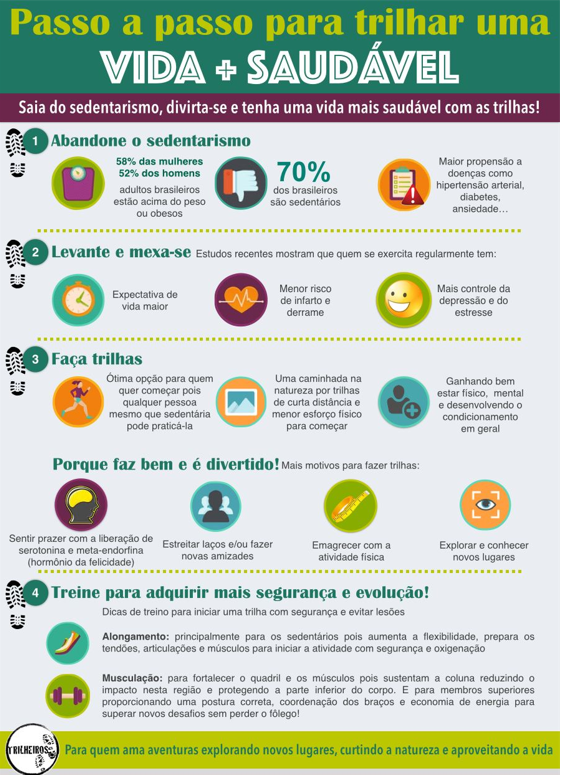 Passo a passo para trilhar uma
VIDA + SAUDÁVEL
Saia do sedentarismo, divirta-se e tenha uma vida mais saudável com as trilhas!
1 Abandone o sedentarismo
58% das mulheres
52% dos homens
adultos brasileiros
estão acima do peso
ou obesos
70%
dos brasileiros
são sedentários
Maior propensão a
doenças como
hipertensão arterial,
diabetes,
ansiedade...
2 Levante e mexa-se Estudos recentes mostram que quem se exercita regularmente tem:
Expectativa de
vida maior
Menor risco
de infarto e
derrame
Mais controle da
depressão e do
estresse
3 Faça trilhas
Ótima opção para quem
quer começar pois
qualquer pessoa
mesmo que sedentária
pode praticá-la
Uma caminhada na
natureza por trilhas
de curta distância e
menor esforço físico
para começar
Ganhando bem
estar físico, mental
e desenvolvendo o
condicionamento
em geral
Porque faz bem e é divertido! Mais motivos para fazer trilhas:
Sentir prazer com a liberação de
serotonina e meta-endorfina
(hormônio da felicidade)
Estreitar laços e/ou fazer
novas amizades
Emagrecer com a
atividade física
Explorar e conhecer
novos lugares
4 Treine para adquirir mais segurança e evolução!
Dicas de treino para iniciar uma trilha com segurança e evitar lesões
Alongamento: principalmente para os sedentários pois aumenta a flexibilidade, prepara os
tendões, articulações e músculos para iniciar a atividade com segurança e oxigenação
Musculação: para fortalecer o quadril e os músculos pois sustentam a coluna reduzindo o
impacto nesta região e protegendo a parte inferior do corpo. E para membros superiores
proporcionando uma postura correta, coordenação dos braços e economia de energia para
superar novos desafios sem perder o fôlego!
TRILHEIROS
Para quem ama aventuras explorando novos lugares, curtindo a natureza e aproveitando a vida